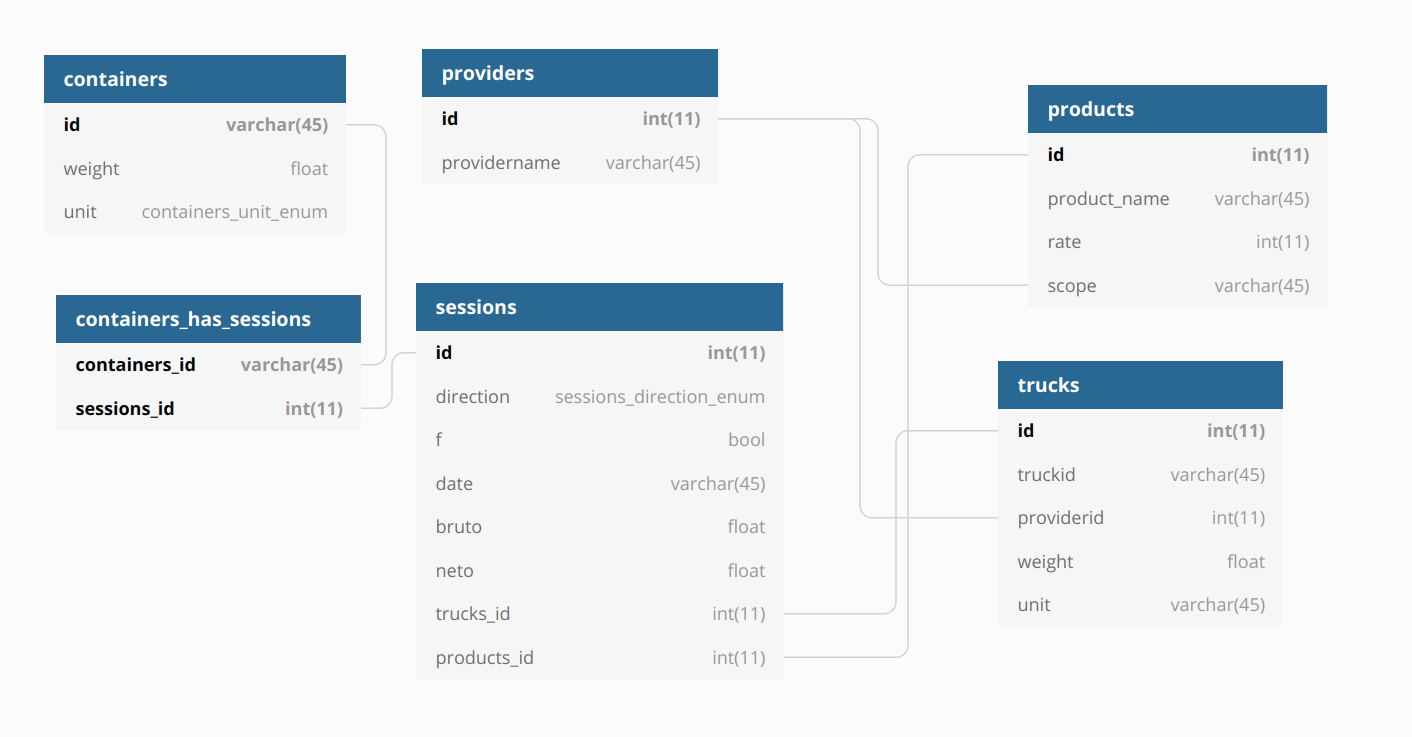 containers
id varchar(45)
weight float
unit containers_unit_enum
providers
id int(11)
providername varchar(45)
products
id int(11)
product_name varchar(45)
rate int(11)
scope varchar(45)
containers_has_sessions
containers_id varchar(45)
sessions_id int(11)
sessions
id int(11)
direction sessions_direction_enum
f bool
date varchar(45)
bruto float
neto float
trucks_id int(11)
products_id int(11)
trucks
id int(11)
truckid varchar(45)
providerid int(11)
weight float
unit varchar(45)